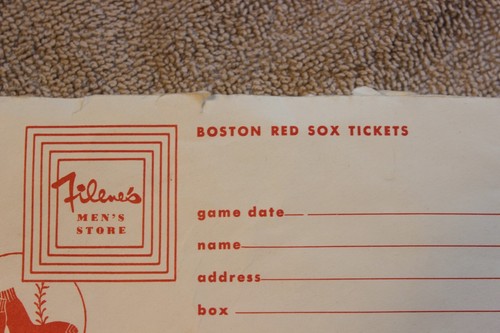 BOSTON RED SOX TICKETS
Filene's
MEN'S
STORE
game date
name
address
box